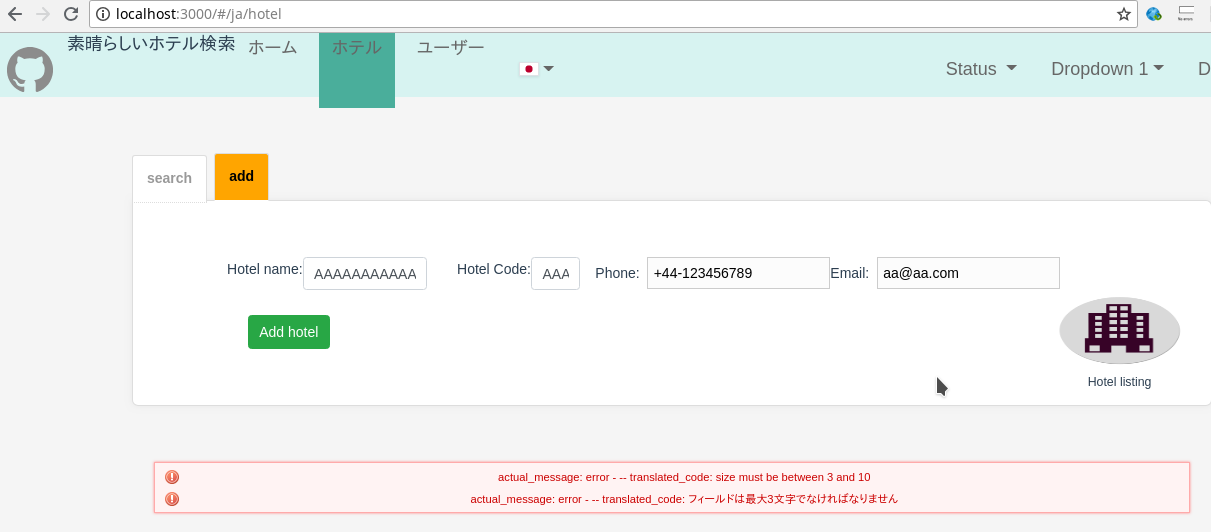 localhost:3000/#/ja/hotel
素晴らしいホテル検索 ホーム ホテル ユーザー
Status Dropdown 1 D
search add
Hotel name: AAAAAAAAAAA Hotel Code: AAA Phone: +44-123456789 Email: aa@aa.com
Add hotel
Hotel listing
actual_message: error - -- translated_code: size must be between 3 and 10
actual_message: error - -- translated_code: フィールドは最大3文字でなければなりません